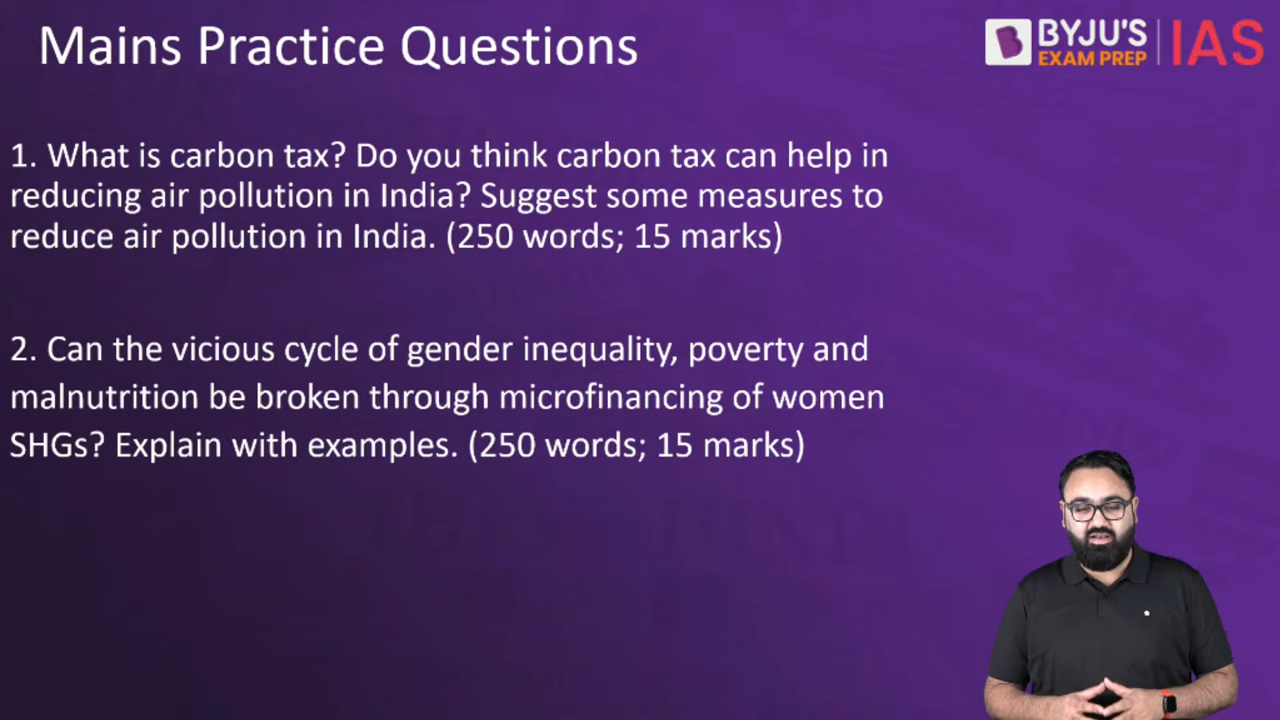 Mains Practice Questions
BYJU'S
EXAM PREP
IAS
1. What is carbon tax? Do you think carbon tax can help in
reducing air pollution in India? Suggest some measures to
reduce air pollution in India. (250 words; 15 marks)
2. Can the vicious cycle of gender inequality, poverty and
malnutrition be broken through microfinancing of women
SHGs? Explain with examples. (250 words; 15 marks)